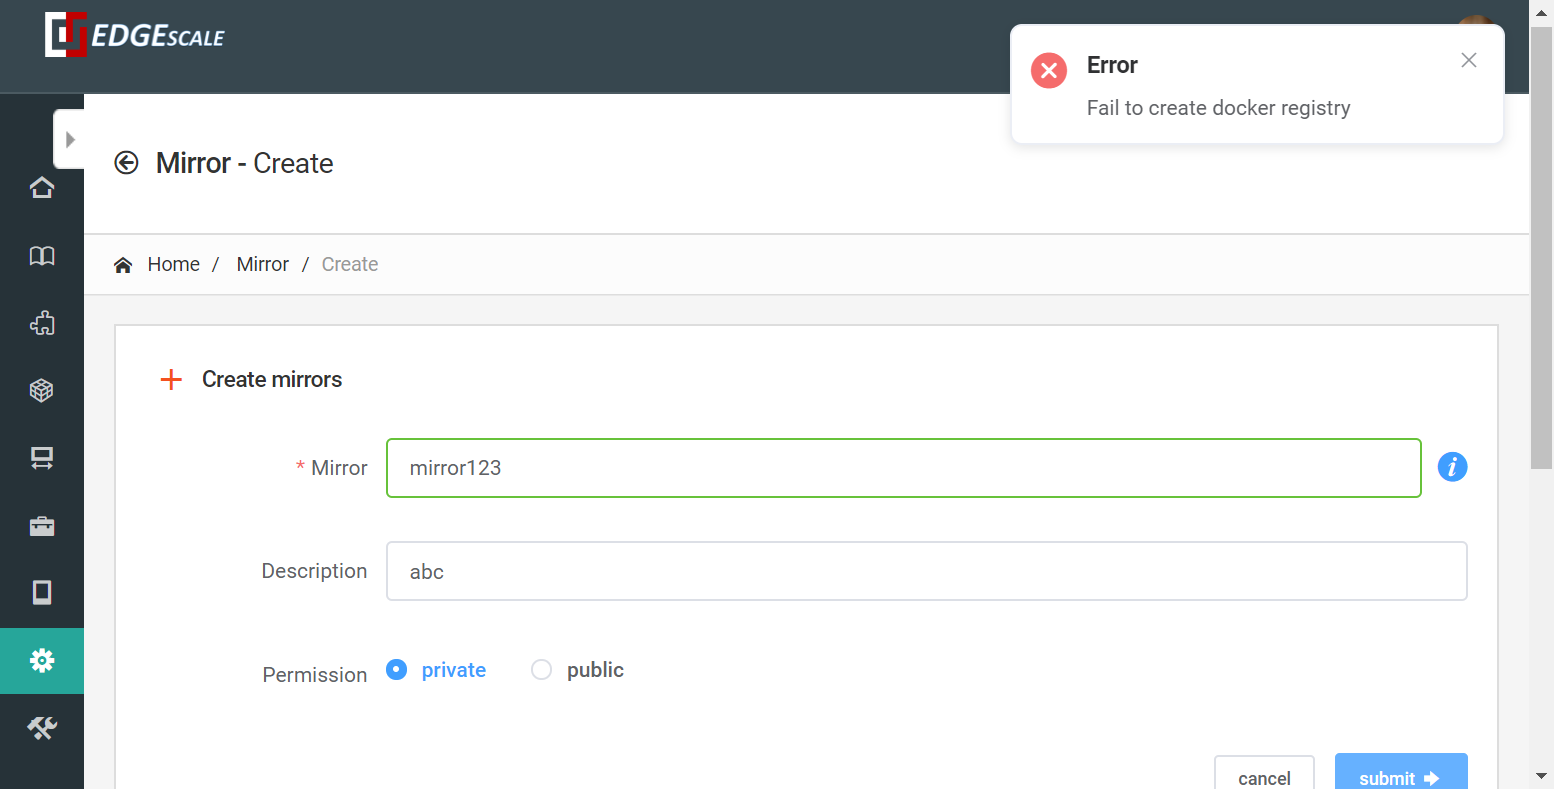 EDGESCALE
Error
Fail to create docker registry
Mirror - Create
Home / Mirror / Create
Create mirrors
* Mirror mirror123
i
Description abc
Permission private public
cancel submit